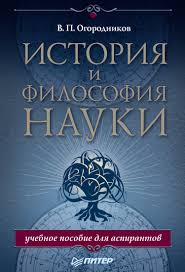 В. П. Огородников
ИСТОРИЯ
И
ФИЛОСОФИЯ
НАУКИ
учебное пособие для аспирантов
ПИТЕР